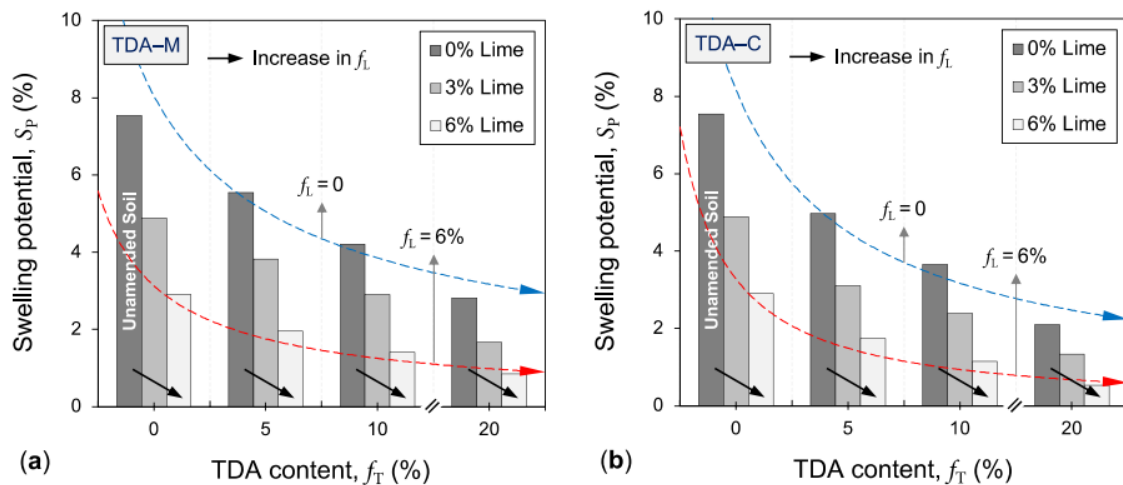 TDA–M
Increase in fL
0% Lime
3% Lime
6% Lime
Swelling potential, SP (%)
10
8
6
4
2
0
Unamended Soil
fL = 0
fL = 6%
0
5
10
20
TDA content, fT (%)
(a)
TDA–C
Increase in fL
0% Lime
3% Lime
6% Lime
Swelling potential, SP (%)
10
8
6
4
2
0
Unamended Soil
fL = 0
fL = 6%
0
5
10
20
TDA content, fT (%)
(b)